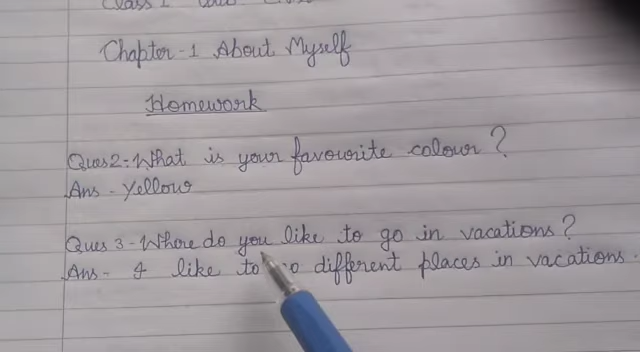 Class I
Chapter-1 About Myself
Homework
Ques2-What is your favourite colour?
Ans - Yellow
Ques 3-Where do you like to go in vacations?
Ans - I like to different places in vacations.